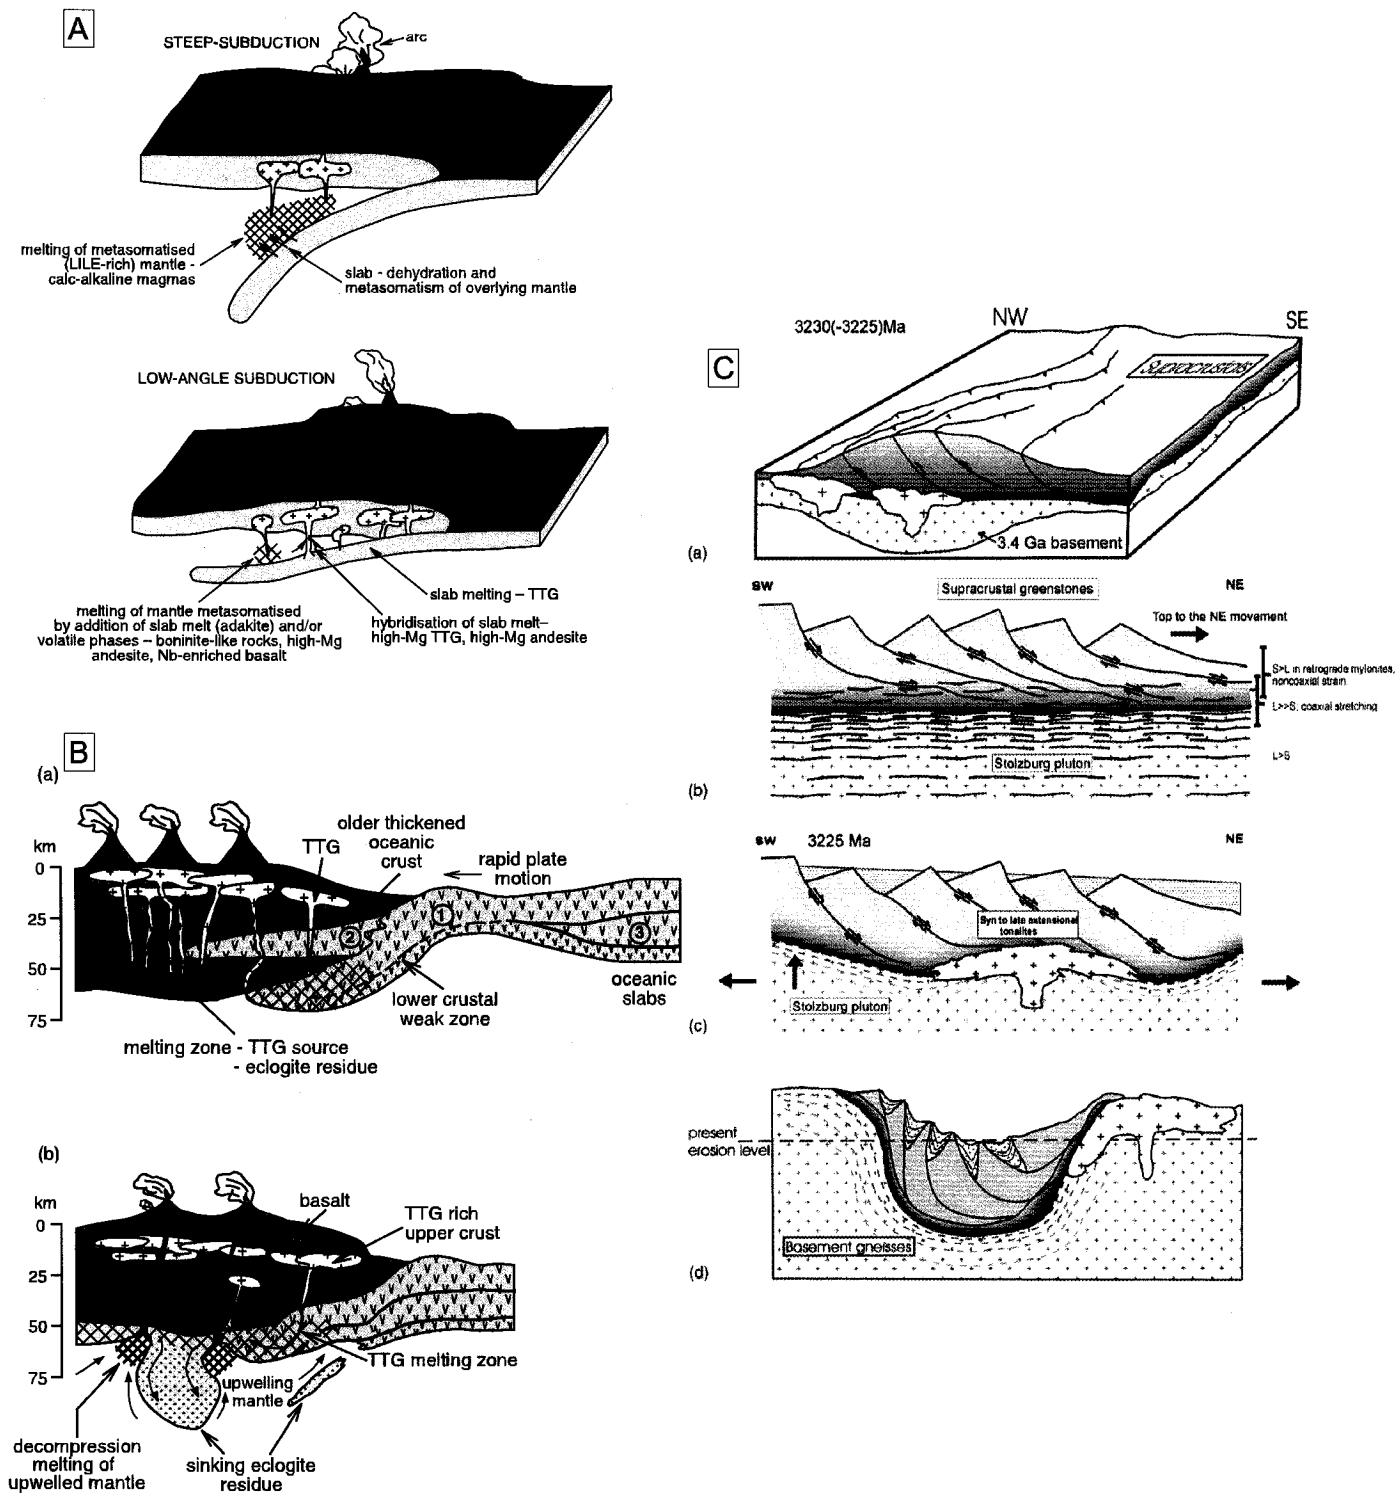 A
STEEP-SUBDUCTION
arc
melting of metasomatised
(LILE-rich) mantle -
calc-alkaline magmas
slab - dehydration and
metasomatism of overlying mantle
LOW-ANGLE SUBDUCTION
slab melting – TTG
melting of mantle metasomatised
by addition of slab melt (adakite) and/or
volatile phases – boninite-like rocks, high-Mg
andesite, Nb-enriched basalt
hybridisation of slab melt–
high-Mg TTG, high-Mg andesite
B
(a)
km
0
25
50
75
TTG
older thickened
oceanic
crust
rapid plate
motion
1
2
3
oceanic
slabs
lower crustal
weak zone
melting zone - TTG source
- eclogite residue
(b)
km
0
25
50
75
basalt
TTG rich
upper crust
TTG melting zone
upwelling
mantle
decompression
melting of
upwelled mantle
sinking eclogite
residue
C
3230(-3225)Ma
NW
SE
Supracrustals
3.4 Ga basement
(a)
SW
NE
Supracrustal greenstones
Top to the NE movement
S>L in retrograde mylonites,
noncoaxial strain
L>>S, coaxial stretching
L>S
Stolzburg pluton
(b)
SW
3225 Ma
NE
Syn to late extensional
tonalites
Stolzburg pluton
(c)
present
erosion level
Basement gneisses
(d)